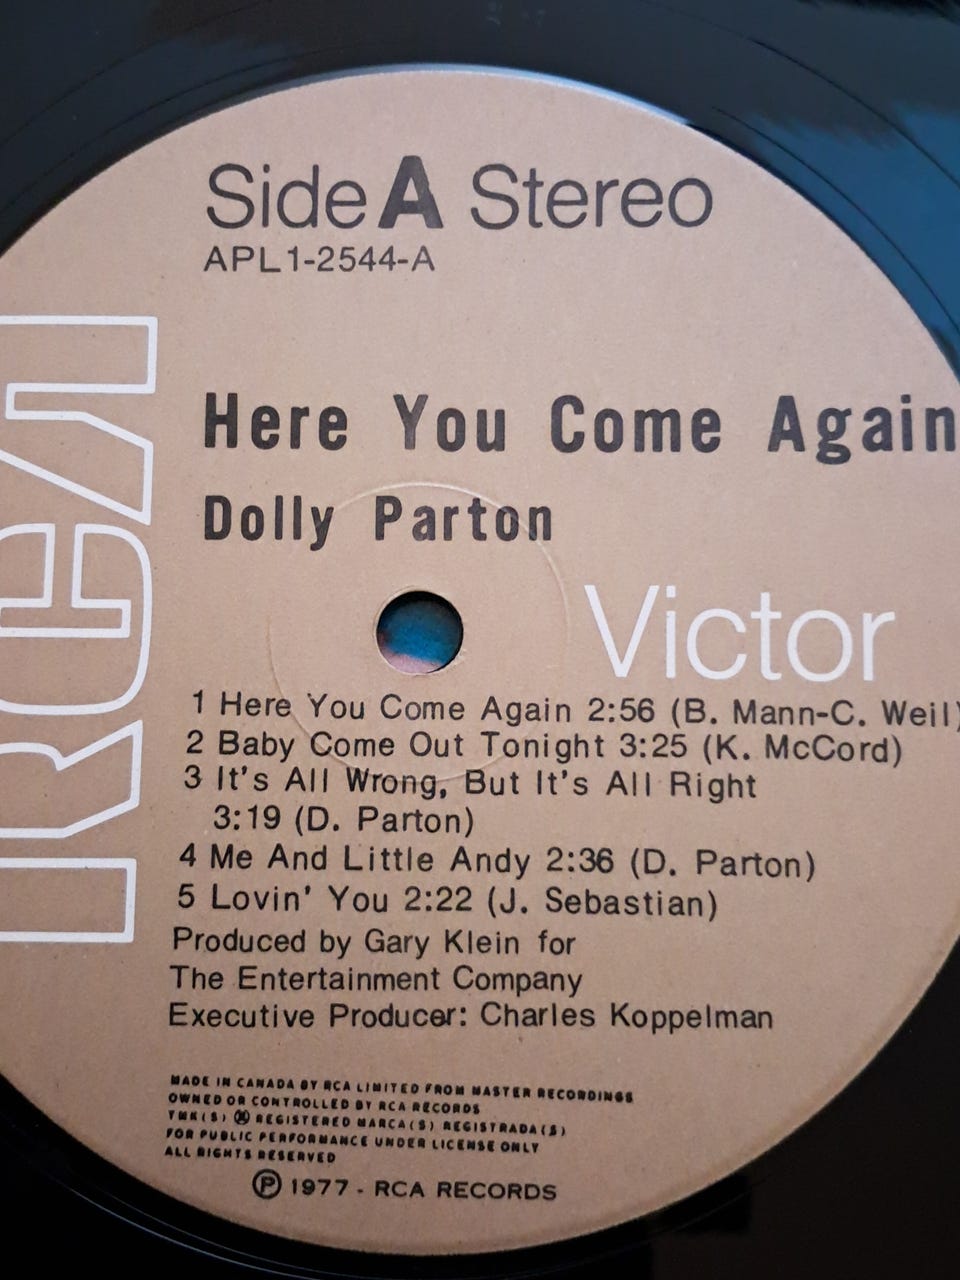 Side A Stereo
APL1-2544-A
RCA
Here You Come Again
Dolly Parton
Victor
1 Here You Come Again 2:56 (B. Mann-C. Weil)
2 Baby Come Out Tonight 3:25 (K. McCord)
3 It's All Wrong, But It's All Right
3:19 (D. Parton)
4 Me And Little Andy 2:36 (D. Parton)
5 Lovin' You 2:22 (J. Sebastian)
Produced by Gary Klein for
The Entertainment Company
Executive Producer: Charles Koppelman
MADE IN CANADA BY RCA LIMITED FROM MASTER RECORDINGS
OWNED OR CONTROLLED BY RCA RECORDS
TMK(S) ® REGISTERED MARCA(S) REGISTRADA(S)
FOR PUBLIC PERFORMANCE UNDER LICENSE ONLY
ALL RIGHTS RESERVED
℗ 1977 - RCA RECORDS